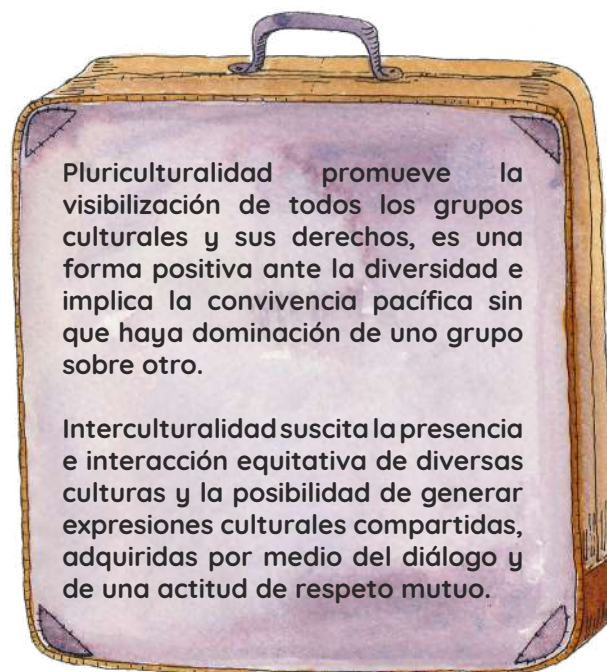 Pluriculturalidad promueve la
visibilización de todos los grupos
culturales y sus derechos, es una
forma positiva ante la diversidad e
implica la convivencia pacífica sin
que haya dominación de uno grupo
sobre otro.
Interculturalidad suscita la presencia
e interacción equitativa de diversas
culturas y la posibilidad de generar
expresiones culturales compartidas,
adquiridas por medio del diálogo y
de una actitud de respeto mutuo.